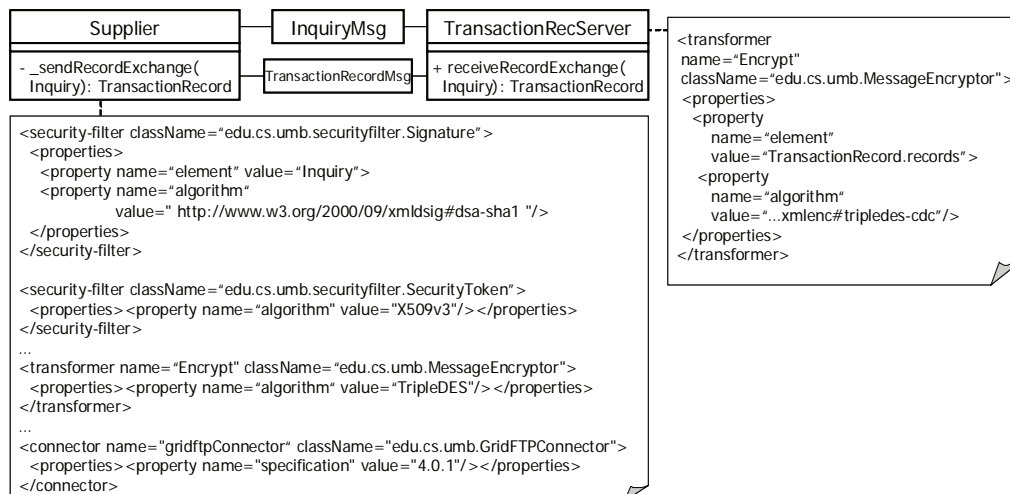 Supplier
InquiryMsg
TransactionRecServer
- _sendRecordExchange(
Inquiry): TransactionRecord
TransactionRecordMsg
+ receiveRecordExchange(
Inquiry): TransactionRecord
<transformer
name=“Encrypt"
className=“edu.cs.umb.MessageEncryptor">
<properties>
<property
name=“element"
value=“TransactionRecord.records">
<property
name=“algorithm"
value=“...xmlenc#tripledes-cdc"/>
</properties>
</transformer>
<security-filter className=“edu.cs.umb.securityfilter.Signature">
<properties>
<property name=“element" value=“Inquiry">
<property name=“algorithm“
value=" http://www.w3.org/2000/09/xmldsig#dsa-sha1 "/>
</properties>
</security-filter>
<security-filter className=“edu.cs.umb.securityfilter.SecurityToken">
<properties><property name=“algorithm" value="X509v3"/></properties>
</security-filter>
...
<transformer name=“Encrypt" className=“edu.cs.umb.MessageEncryptor">
<properties><property name=“algorithm“ value=“TripleDES"/></properties>
</transformer>
...
<connector name="gridftpConnector“ className="edu.cs.umb.GridFTPConnector">
<properties><property name="specification" value="4.0.1"/></properties>
</connector>